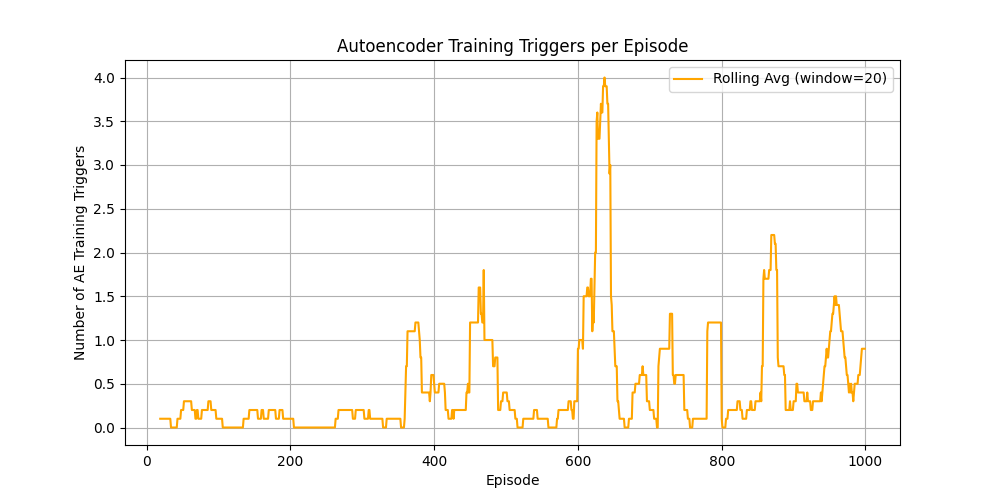 Autoencoder Training Triggers per Episode
Rolling Avg (window=20)
Number of AE Training Triggers
4.0
3.5
3.0
2.5
2.0
1.5
1.0
0.5
0.0
0 200 400 600 800 1000
Episode